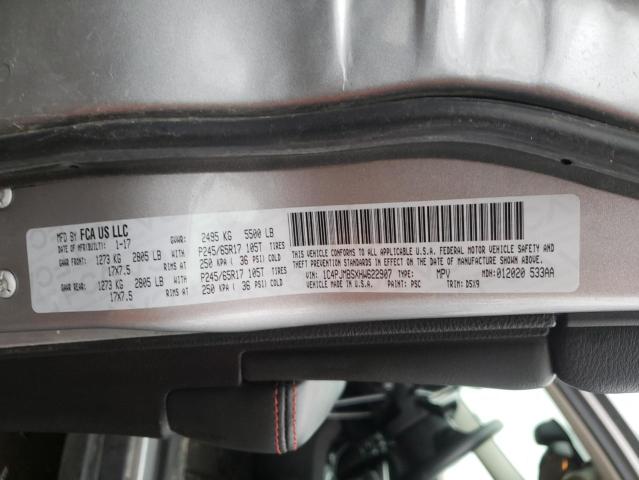 MFD BY FCA US LLC
DATE OF MFR(BUILT): 1-17 GVWR: 2495 KG 5500 LB
GAWR FRONT: 1273 KG 2805 LB WITH P245/65R17 105T TIRES
17X7.5 RIMS AT 250 KPA ( 36 PSI) COLD
GAWR REAR: 1273 KG 2805 LB WITH P245/65R17 105T TIRES
17X7.5 RIMS AT 250 KPA ( 36 PSI) COLD
THIS VEHICLE CONFORMS TO ALL APPLICABLE U.S.A. FEDERAL MOTOR VEHICLE SAFETY
AND THEFT PREVENTION STANDARDS IN EFFECT ON THE DATE OF MANUFACTURE SHOWN ABOVE.
VIN: 1C4PJMBSXHW622907 TYPE: MPV MDH: 012020 533AA
VEHICLE MADE IN U.S.A. PAINT: PSC TRIM: D5X9